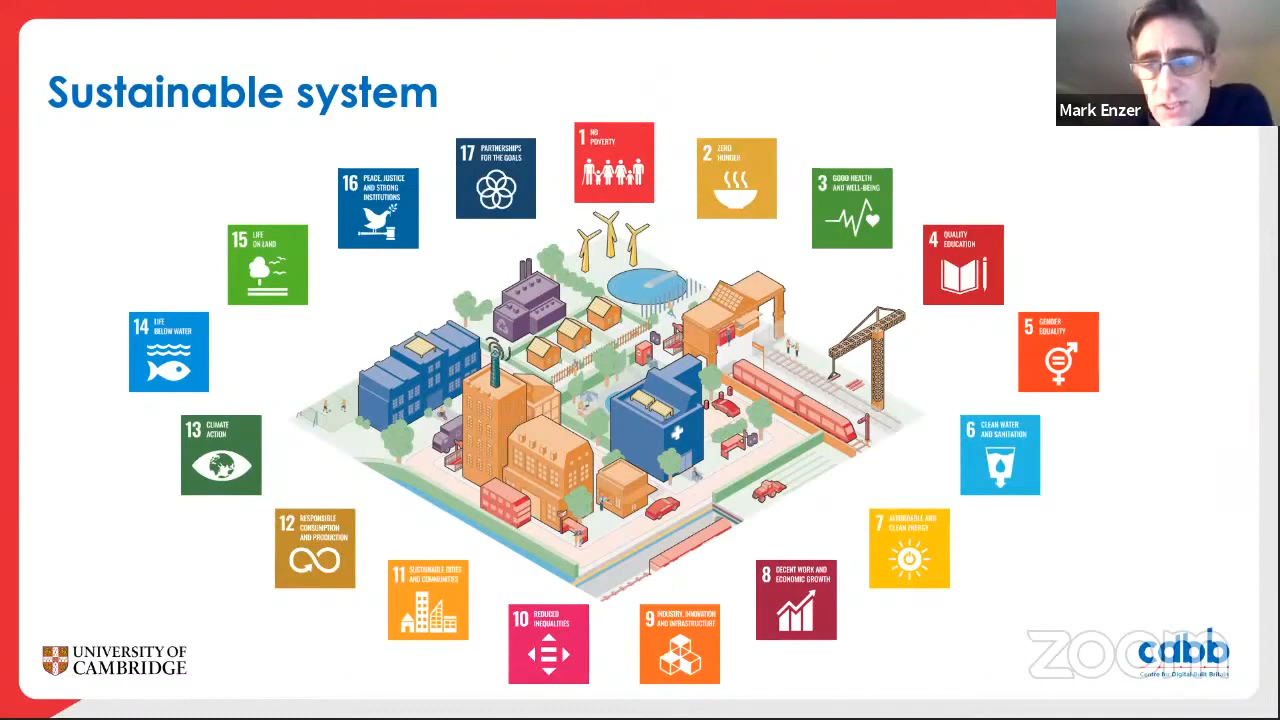 Sustainable system
Mark Enzer
1 NO
POVERTY
2 ZERO
HUNGER
3 GOOD HEALTH
AND WELL-BEING
4 QUALITY
EDUCATION
5 GENDER
EQUALITY
6 CLEAN WATER
AND SANITATION
7 AFFORDABLE AND
CLEAN ENERGY
8 DECENT WORK AND
ECONOMIC GROWTH
9 INDUSTRY, INNOVATION
AND INFRASTRUCTURE
10 REDUCED
INEQUALITIES
11 SUSTAINABLE CITIES
AND COMMUNITIES
12 RESPONSIBLE
CONSUMPTION
AND PRODUCTION
13 CLIMATE
ACTION
14 LIFE
BELOW WATER
15 LIFE
ON LAND
16 PEACE, JUSTICE
AND STRONG
INSTITUTIONS
17 PARTNERSHIPS
FOR THE GOALS
UNIVERSITY OF
CAMBRIDGE
zoom
cdbb
Centre for Digital Built Britain